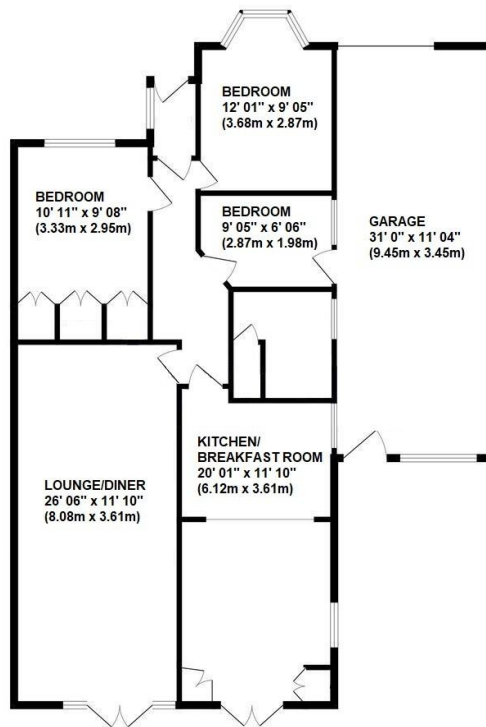 BEDROOM
12' 01" x 9' 05"
(3.68m x 2.87m)
BEDROOM
10' 11" x 9' 08"
(3.33m x 2.95m)
BEDROOM
9' 05" x 6' 06"
(2.87m x 1.98m)
GARAGE
31' 0" x 11' 04"
(9.45m x 3.45m)
KITCHEN/
BREAKFAST ROOM
20' 01" x 11' 10"
(6.12m x 3.61m)
LOUNGE/DINER
26' 06" x 11' 10"
(8.08m x 3.61m)